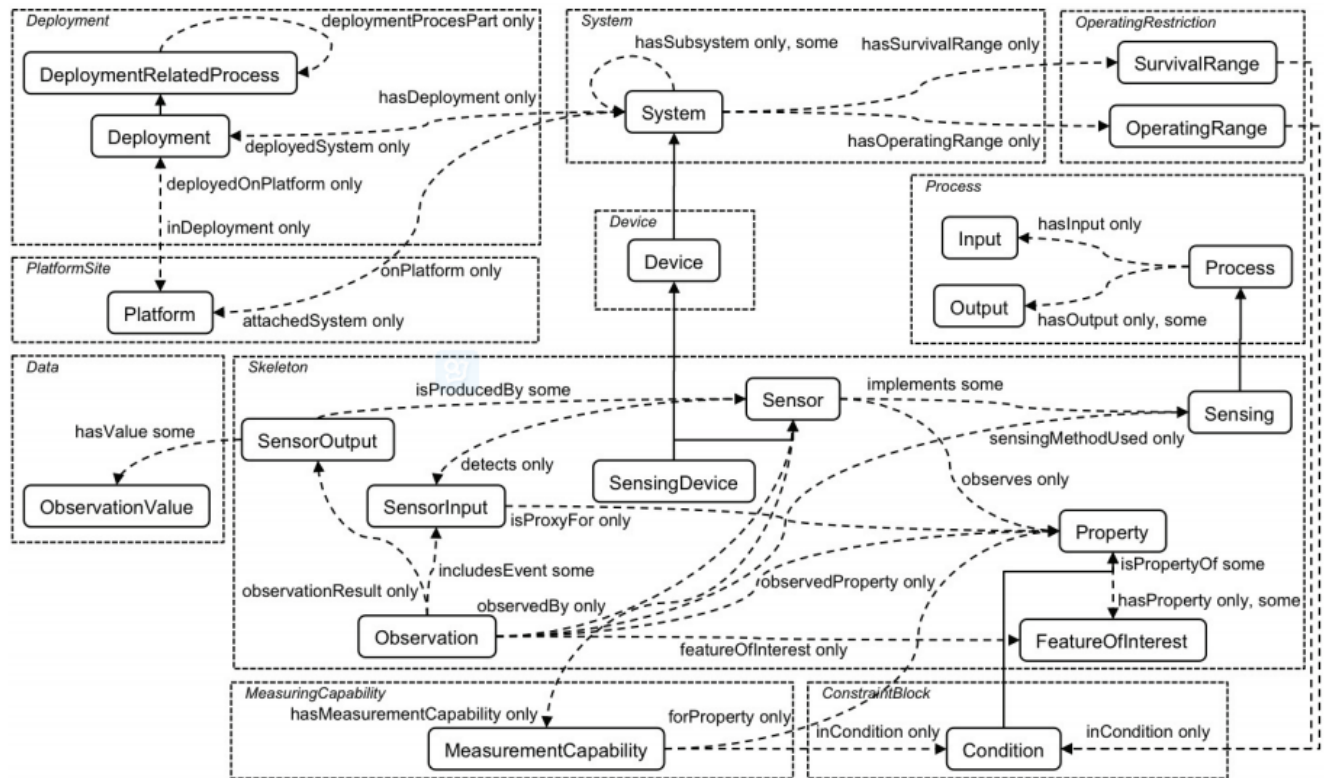 Deployment
deploymentProcesPart only
DeploymentRelatedProcess
hasDeployment only
Deployment
deployedSystem only
deployedOnPlatform only
inDeployment only
PlatformSite
onPlatform only
Platform
attachedSystem only
System
hasSubsystem only, some
hasSurvivalRange only
System
hasOperatingRange only
OperatingRestriction
SurvivalRange
OperatingRange
Device
Device
Process
hasInput only
Input
Process
Output
hasOutput only, some
Data
hasValue some
ObservationValue
Skeleton
isProducedBy some
Sensor
implements some
SensorOutput
Sensing
sensingMethodUsed only
detects only
SensingDevice
observes only
SensorInput
isProxyFor only
Property
isPropertyOf some
includesEvent some
observedProperty only
observationResult only
hasProperty only, some
observedBy only
Observation
featureOfInterest only
FeatureOfInterest
MeasuringCapability
hasMeasurementCapability only
forProperty only
MeasurementCapability
ConstraintBlock
inCondition only
Condition
inCondition only